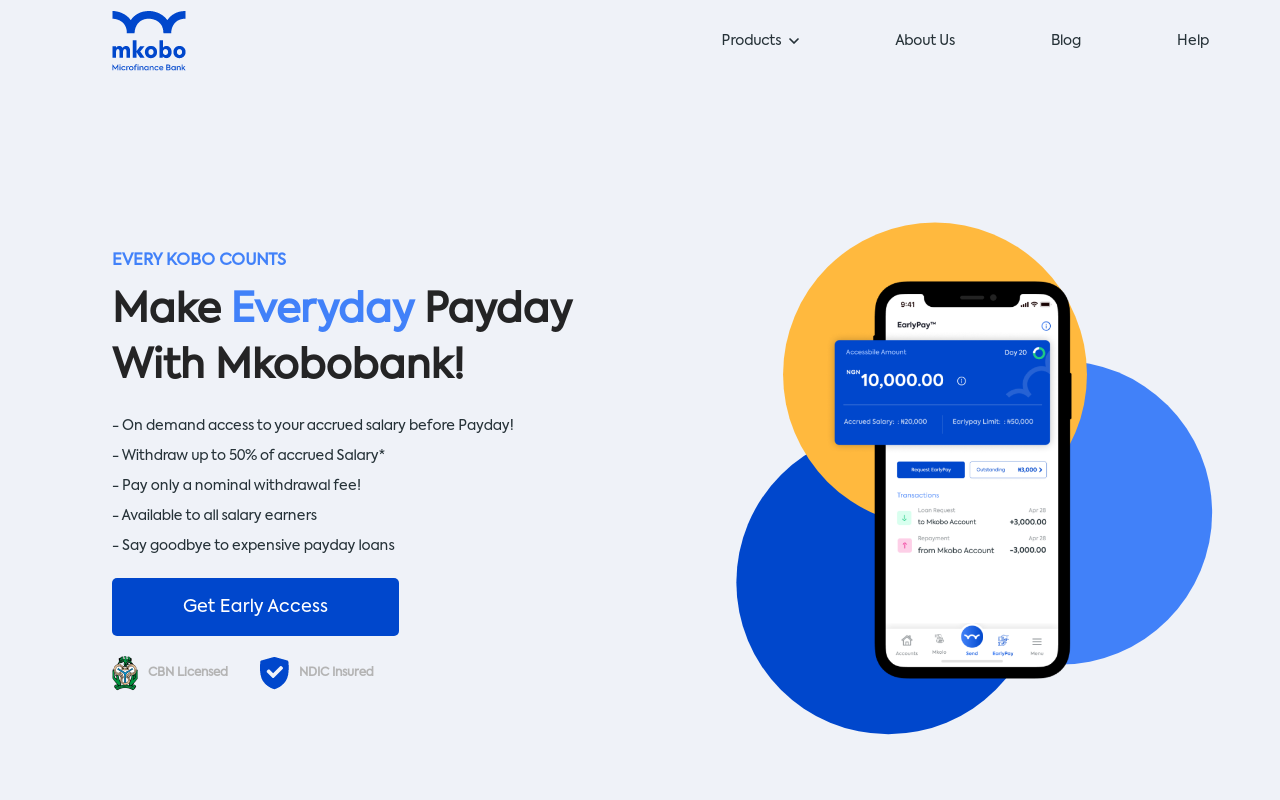 mkobo
Microfinance Bank
Products
About Us
Blog
Help
EVERY KOBO COUNTS
Make Everyday Payday
With Mkobobank!
- On demand access to your accrued salary before Payday!
- Withdraw up to 50% of accrued Salary*
- Pay only a nominal withdrawal fee!
- Available to all salary earners
- Say goodbye to expensive payday loans
Get Early Access
CBN Licensed
NDIC Insured
9:41
EarlyPay™
Accessbile Amount
Day 20
NGN 10,000.00
Accrued Salary: : ₦20,000
Earlypay Limit: : ₦50,000
Request EarlyPay
Outstanding ₦3,000
Transactions
Loan Request Apr 28
to Mkobo Account +3,000.00
Repayment Apr 28
from Mkobo Account -3,000.00
Accounts
Mkolo
Send
EarlyPay
Menu